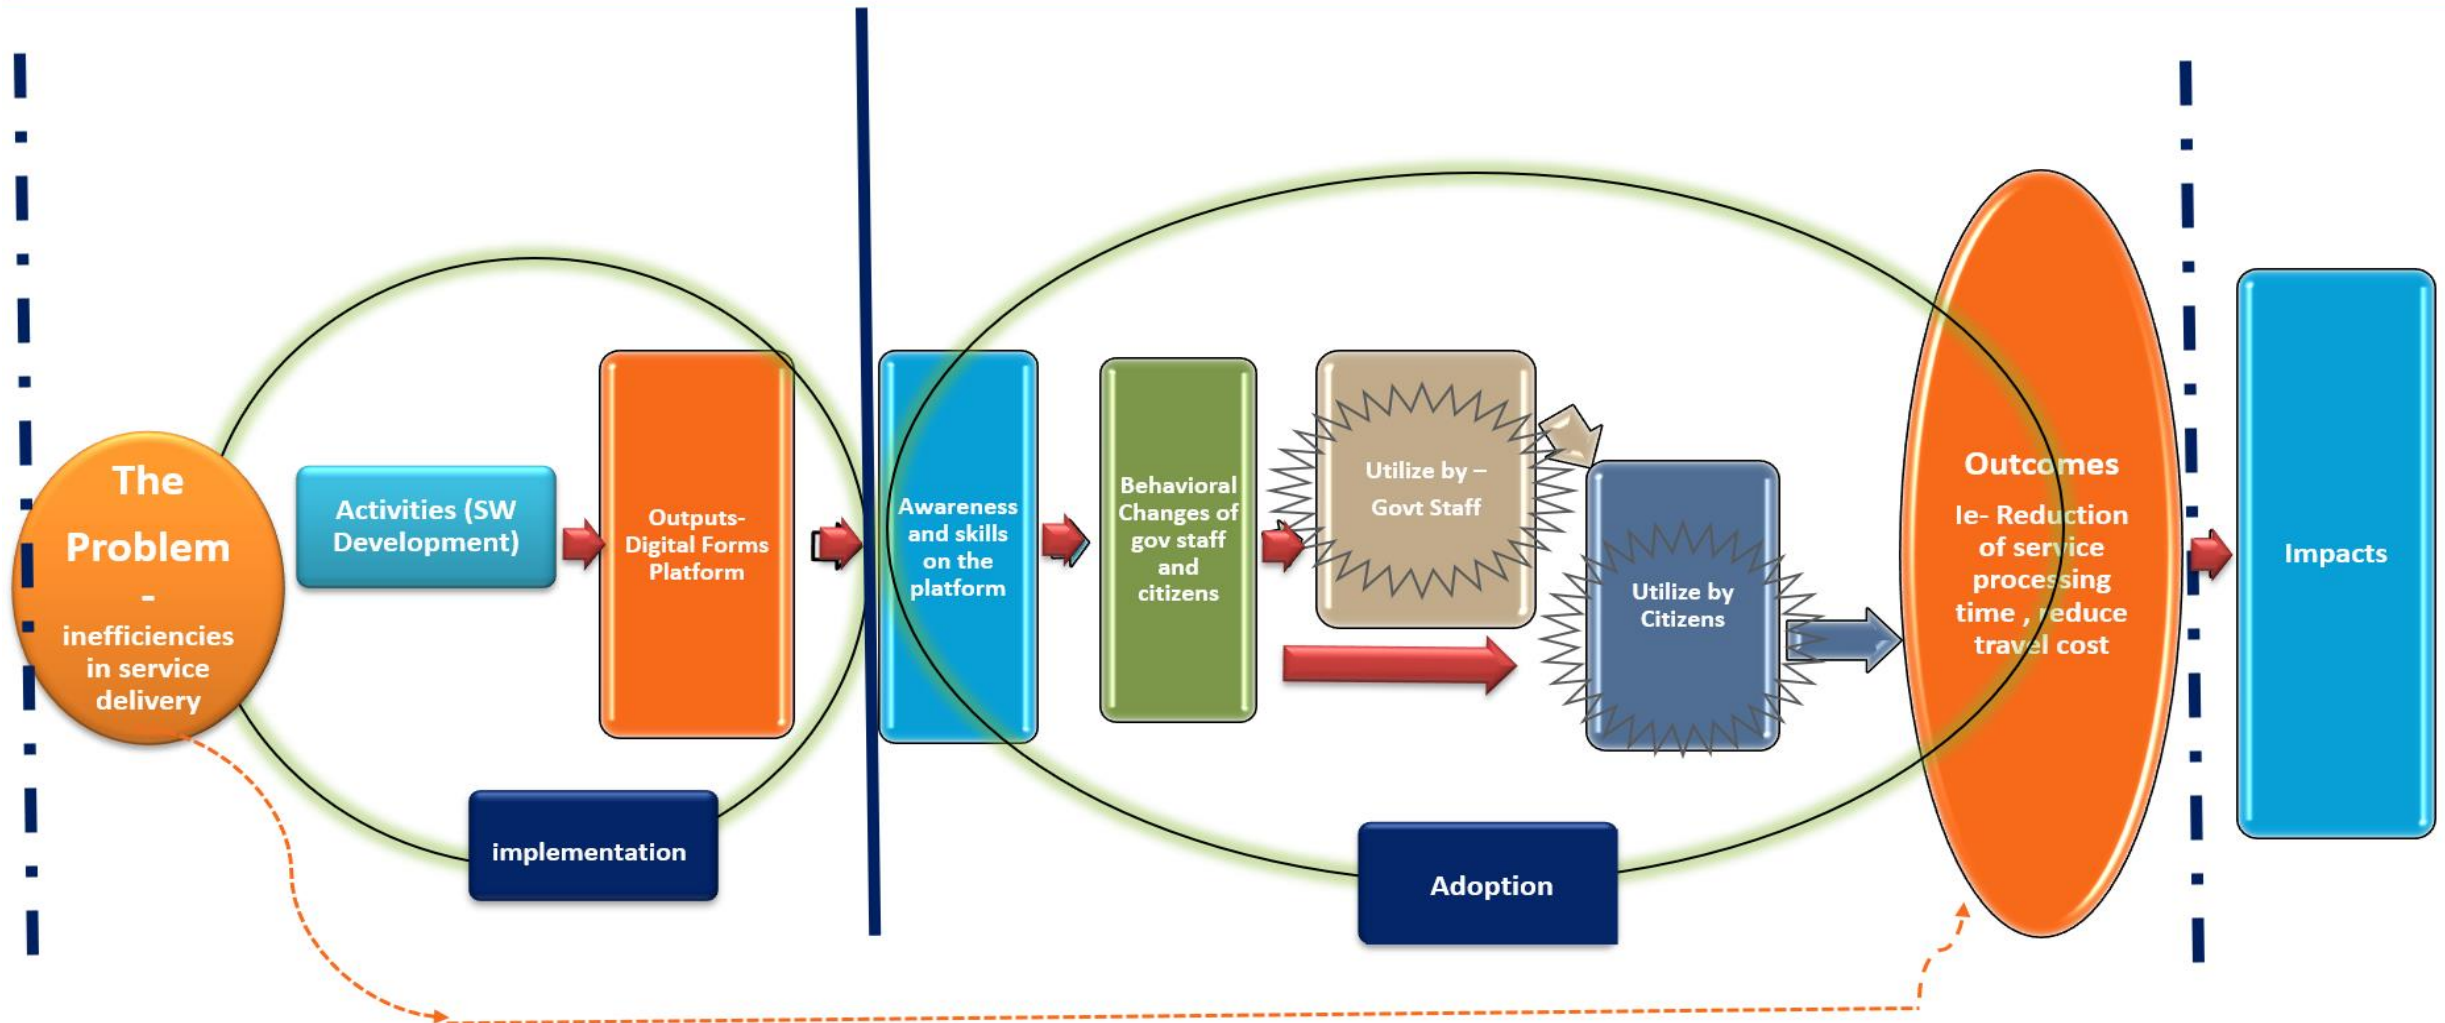 The
Problem
-
inefficiencies
in service
delivery
Activities (SW
Development)
Outputs-
Digital Forms
Platform
implementation
Awareness
and skills
on the
platform
Behavioral
Changes of
gov staff
and
citizens
Utilize by –
Govt Staff
Utilize by
Citizens
Adoption
Outcomes
Ie- Reduction
of service
processing
time , reduce
travel cost
Impacts